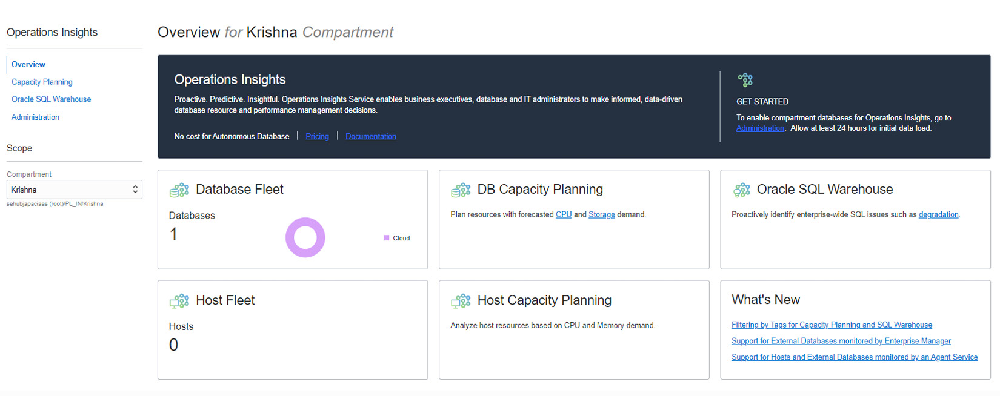 Operations Insights
Overview
Capacity Planning
Oracle SQL Warehouse
Administration
Scope
Compartment
Krishna
sehubjapaciaas (root)/PL_IN/Krishna
Overview for Krishna Compartment
Operations Insights
Proactive. Predictive. Insightful. Operations Insights Service enables business executives, database and IT administrators to make informed, data-driven
database resource and performance management decisions.
No cost for Autonomous Database | Pricing | Documentation
GET STARTED
To enable compartment databases for Operations Insights, go to
Administration. Allow at least 24 hours for initial data load.
Database Fleet
Databases
1
Cloud
DB Capacity Planning
Plan resources with forecasted CPU and Storage demand.
Oracle SQL Warehouse
Proactively identify enterprise-wide SQL issues such as degradation.
Host Fleet
Hosts
0
Host Capacity Planning
Analyze host resources based on CPU and Memory demand.
What's New
Filtering by Tags for Capacity Planning and SQL Warehouse
Support for External Databases monitored by Enterprise Manager
Support for Hosts and External Databases monitored by an Agent Service